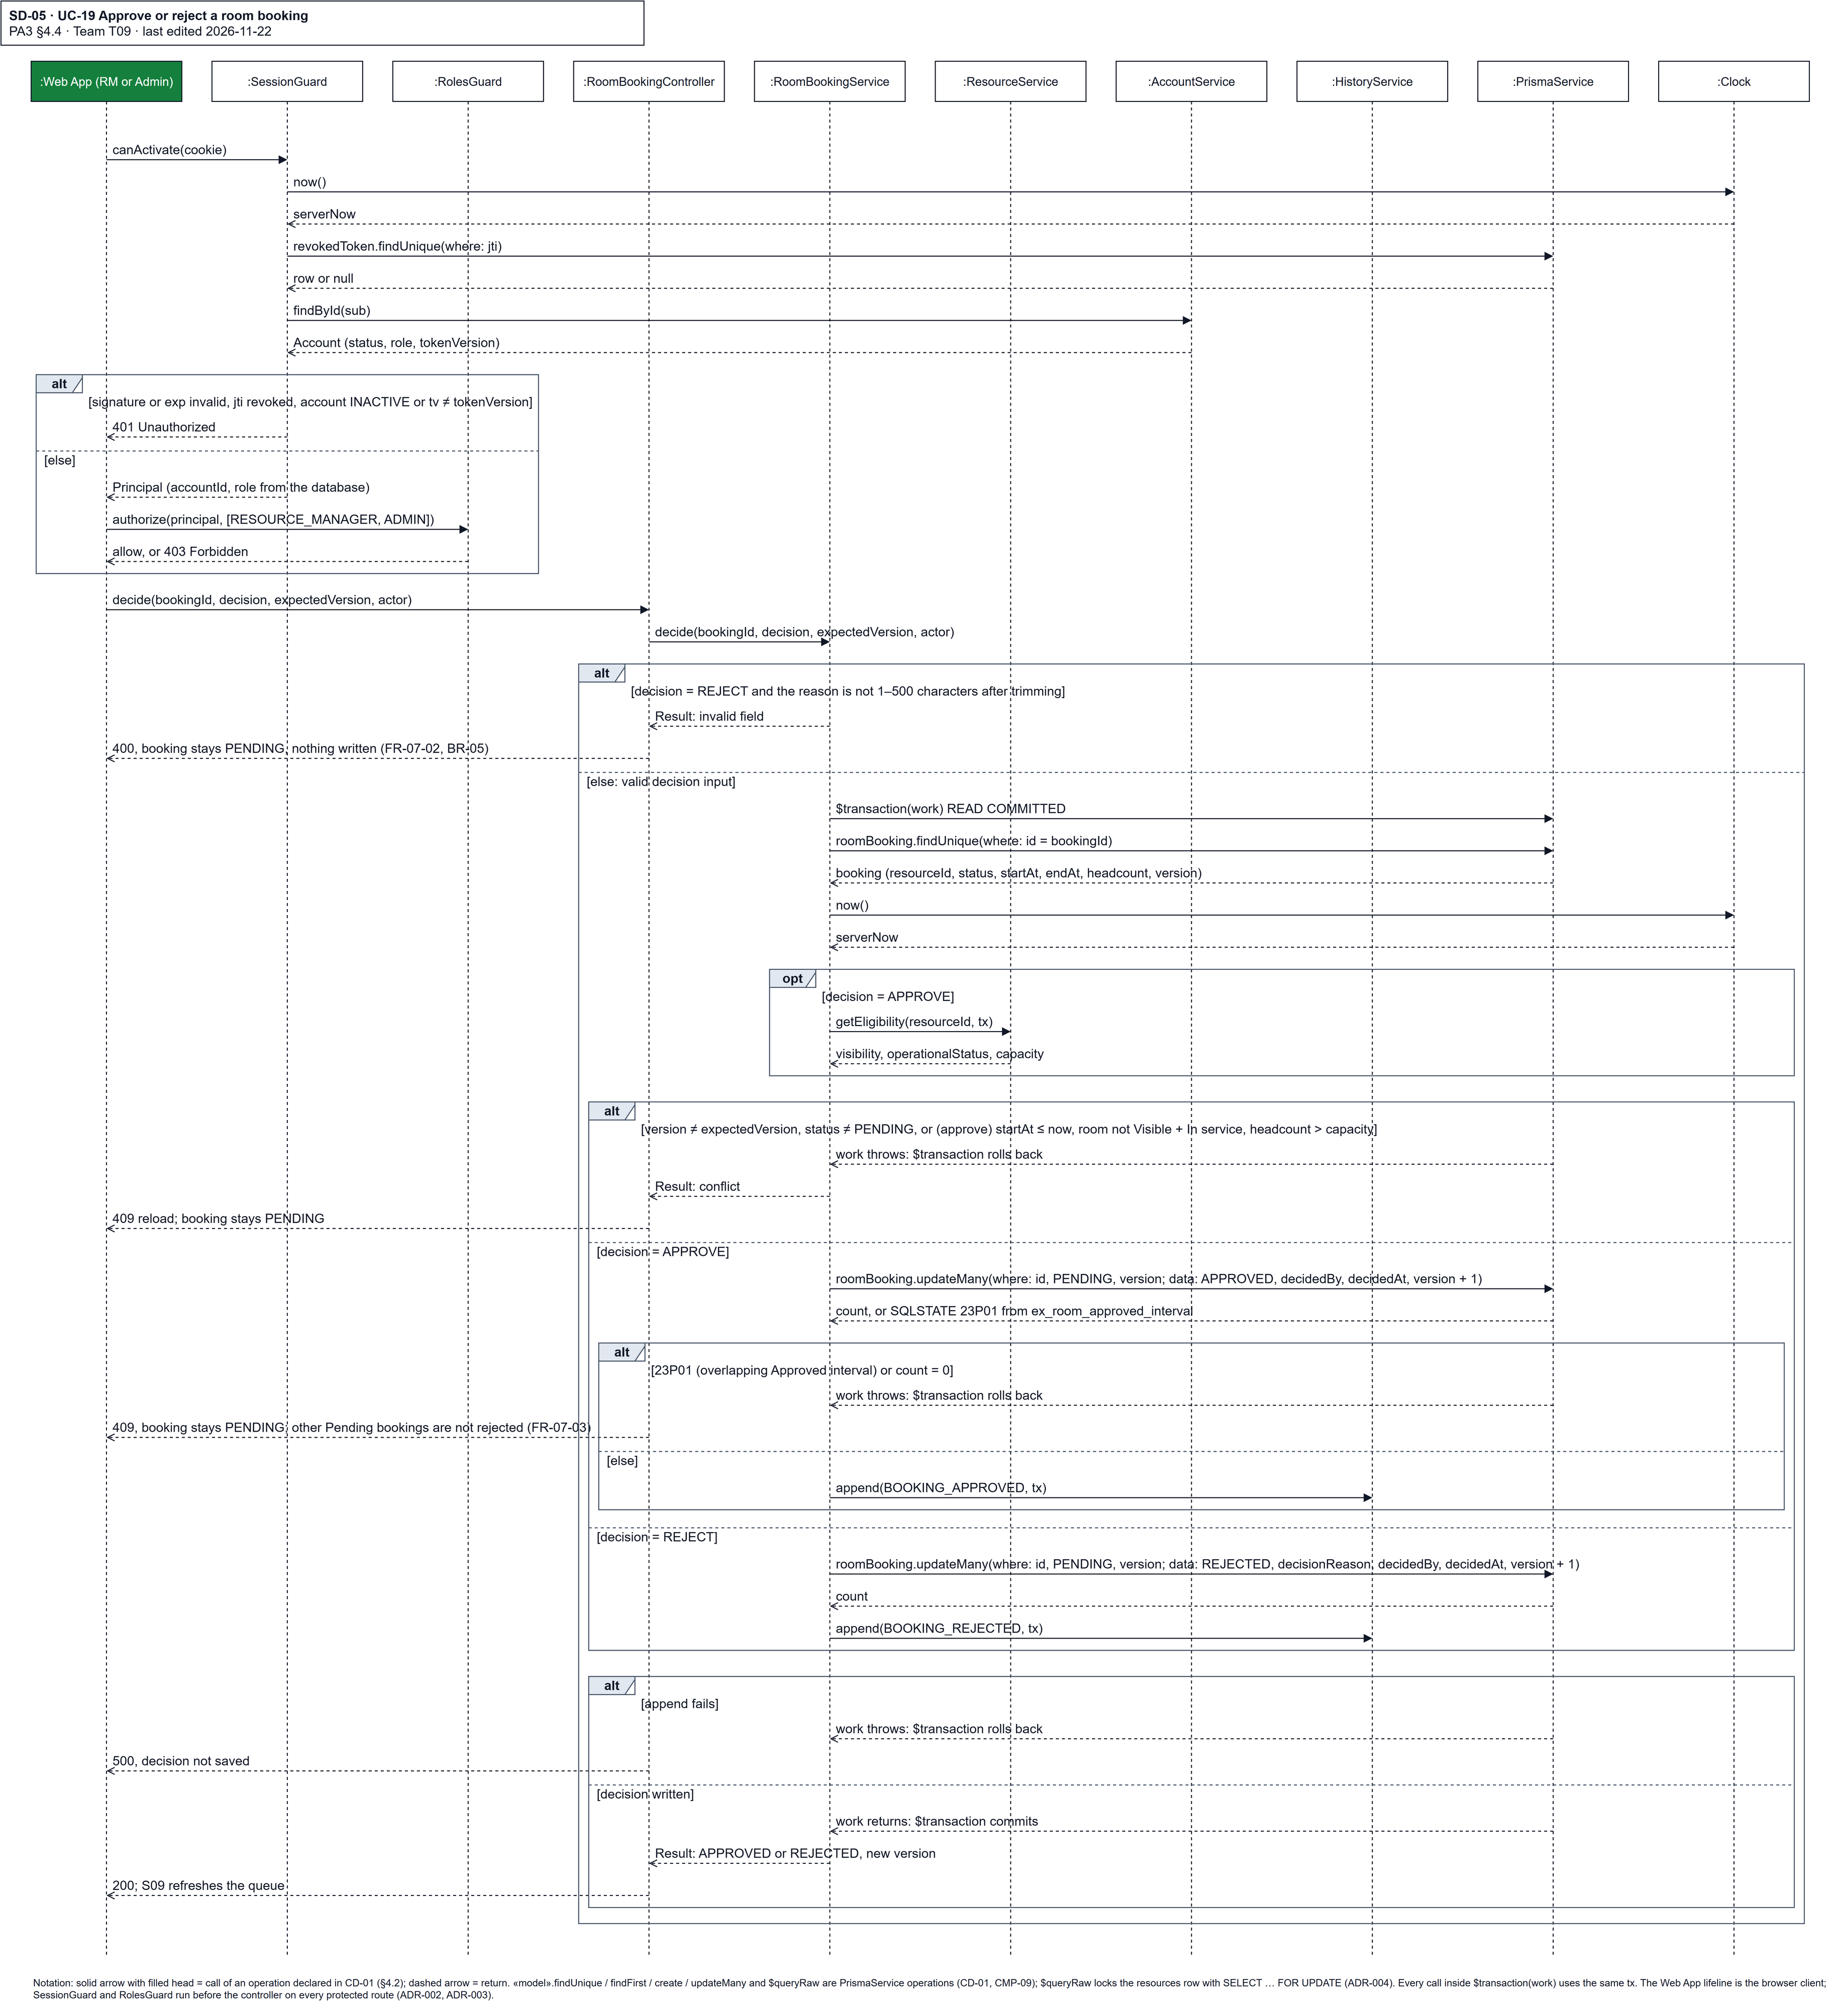 SD-05 · UC-19 Approve or reject a room booking
PA3 §4.4 · Team T09 · last edited 2026-11-22
:Web App (RM or Admin)
:SessionGuard
:RolesGuard
:RoomBookingController
:RoomBookingService
:ResourceService
:AccountService
:HistoryService
:PrismaService
:Clock
canActivate(cookie)
now()
serverNow
revokedToken.findUnique(where: jti)
row or null
findById(sub)
Account (status, role, tokenVersion)
alt
[signature or exp invalid, jti revoked, account INACTIVE or tv ≠ tokenVersion]
401 Unauthorized
[else]
Principal (accountId, role from the database)
authorize(principal, [RESOURCE_MANAGER, ADMIN])
allow, or 403 Forbidden
decide(bookingId, decision, expectedVersion, actor)
decide(bookingId, decision, expectedVersion, actor)
alt
[decision = REJECT and the reason is not 1–500 characters after trimming]
Result: invalid field
400, booking stays PENDING, nothing written (FR-07-02, BR-05)
[else: valid decision input]
$transaction(work) READ COMMITTED
roomBooking.findUnique(where: id = bookingId)
booking (resourceId, status, startAt, endAt, headcount, version)
now()
serverNow
opt
[decision = APPROVE]
getEligibility(resourceId, tx)
visibility, operationalStatus, capacity
alt
[version ≠ expectedVersion, status ≠ PENDING, or (approve) startAt ≤ now, room not Visible + In service, headcount > capacity]
work throws: $transaction rolls back
Result: conflict
409 reload; booking stays PENDING
[decision = APPROVE]
roomBooking.updateMany(where: id, PENDING, version; data: APPROVED, decidedBy, decidedAt, version + 1)
count, or SQLSTATE 23P01 from ex_room_approved_interval
alt
[23P01 (overlapping Approved interval) or count = 0]
work throws: $transaction rolls back
409, booking stays PENDING; other Pending bookings are not rejected (FR-07-03)
[else]
append(BOOKING_APPROVED, tx)
[decision = REJECT]
roomBooking.updateMany(where: id, PENDING, version; data: REJECTED, decisionReason, decidedBy, decidedAt, version + 1)
count
append(BOOKING_REJECTED, tx)
alt
[append fails]
work throws: $transaction rolls back
500, decision not saved
[decision written]
work returns: $transaction commits
Result: APPROVED or REJECTED, new version
200; S09 refreshes the queue
Notation: solid arrow with filled head = call of an operation declared in CD-01 (§4.2); dashed arrow = return. «model».findUnique / findFirst / create / updateMany and $queryRaw are PrismaService operations (CD-01, CMP-09); $queryRaw locks the resources row with SELECT … FOR UPDATE (ADR-004). Every call inside $transaction(work) uses the same tx. The Web App lifeline is the browser client;
SessionGuard and RolesGuard run before the controller on every protected route (ADR-002, ADR-003).